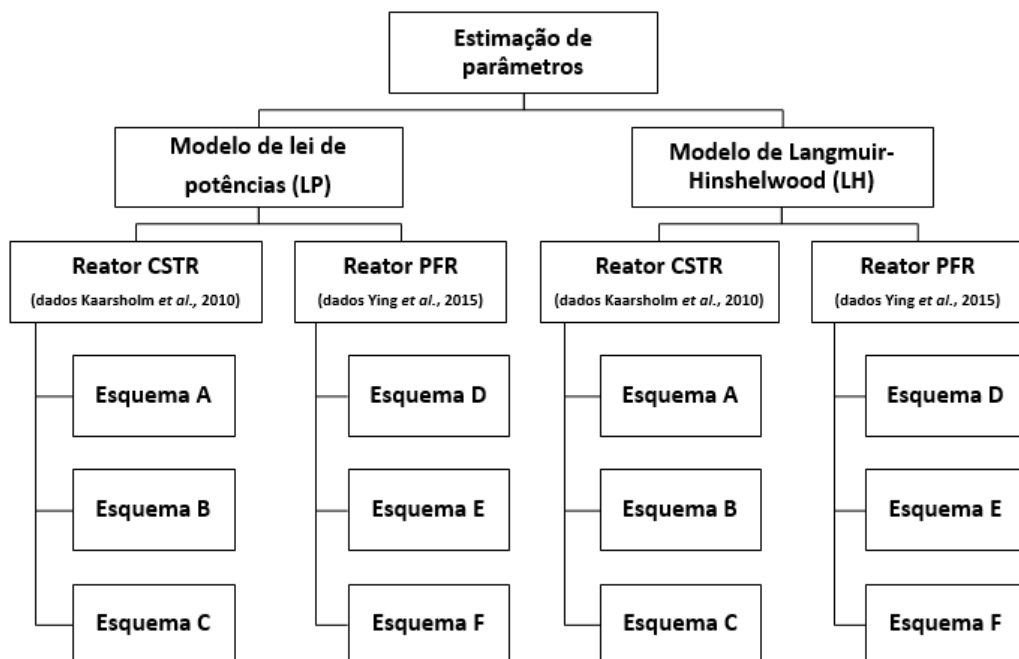 Estimação de
parâmetros
Modelo de lei de
potências (LP)
Modelo de Langmuir-
Hinshelwood (LH)
Reator CSTR
(dados Kaarsholm et al., 2010)
Reator PFR
(dados Ying et al., 2015)
Reator CSTR
(dados Kaarsholm et al., 2010)
Reator PFR
(dados Ying et al., 2015)
Esquema A
Esquema D
Esquema A
Esquema D
Esquema B
Esquema E
Esquema B
Esquema E
Esquema C
Esquema F
Esquema C
Esquema F